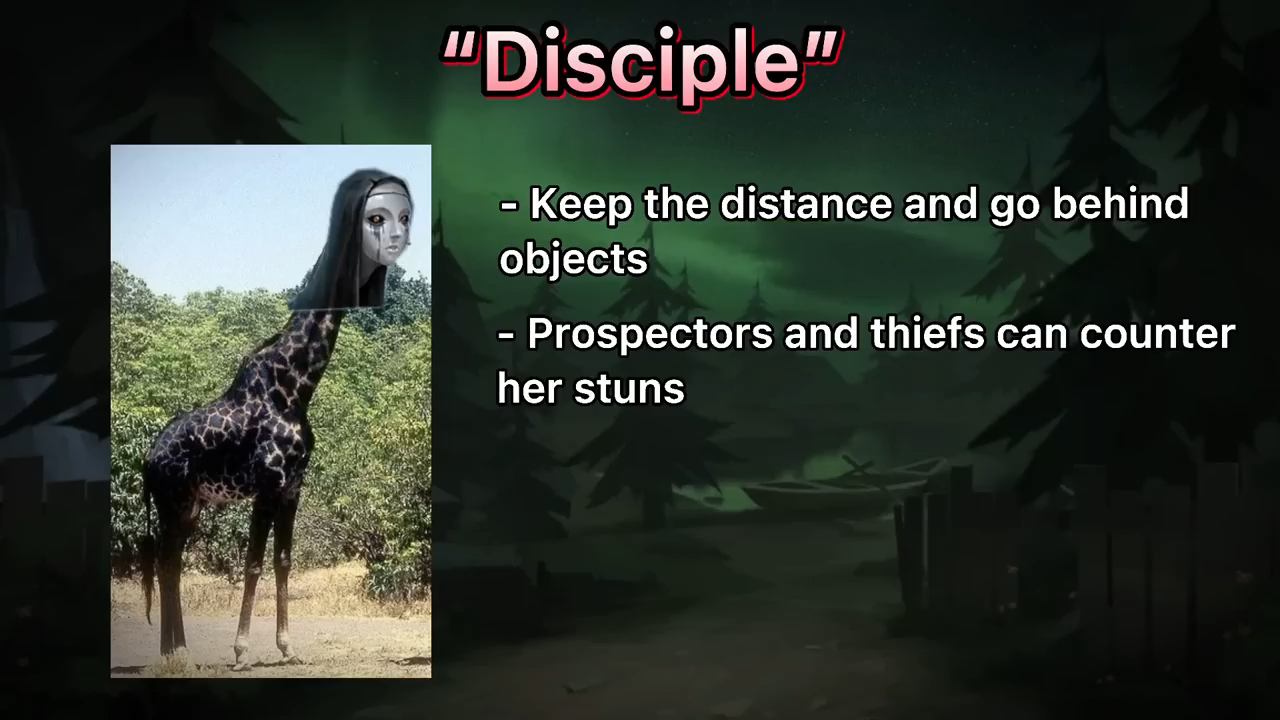 “Disciple”
- Keep the distance and go behind
objects
- Prospectors and thiefs can counter
her stuns